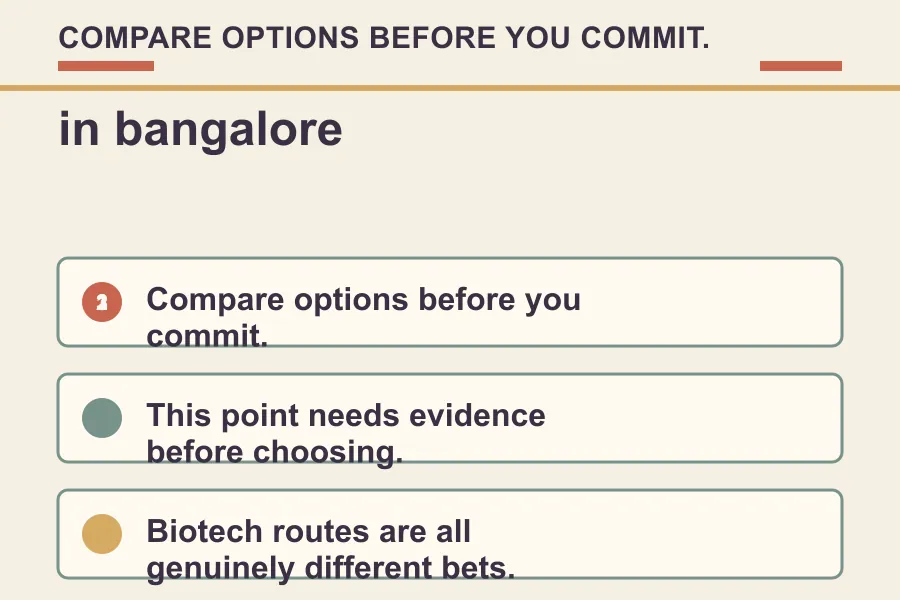 COMPARE OPTIONS BEFORE YOU COMMIT.
in bangalore
Compare options before you
commit.
This point needs evidence
before choosing.
Biotech routes are all
genuinely different bets.